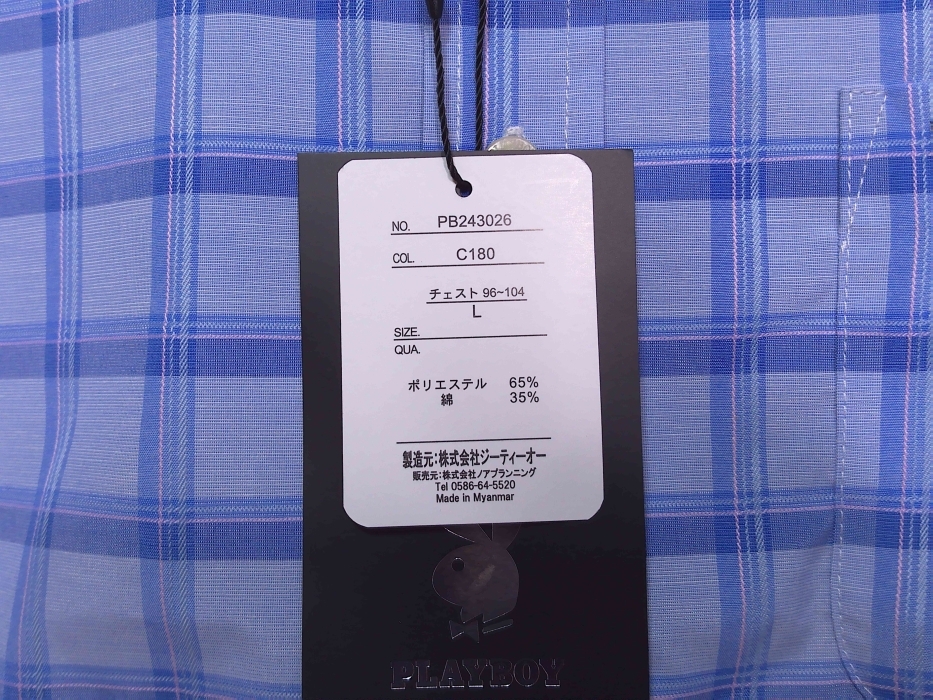 NO. PB243026
COL. C180
チェスト 96~104
L
SIZE.
QUA.
ポリエステル 65%
綿 35%
製造元:株式会社ジーティーオー
販売元:株式会社ノアプランニング
Tel 0586-64-5520
Made in Myanmar
PLAYBOY